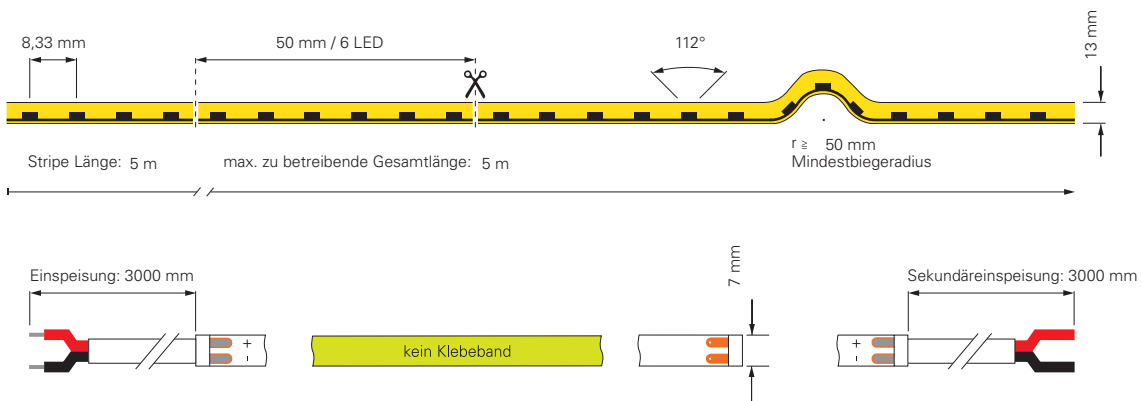 8,33 mm
50 mm / 6 LED
112°
13 mm
Stripe Länge: 5 m
max. zu betreibende Gesamtlänge: 5 m
r ≧ 50 mm
Mindestbiegeradius
Einspeisung: 3000 mm
7 mm
Sekundäreinspeisung: 3000 mm
+
-
kein Klebeband
+
-